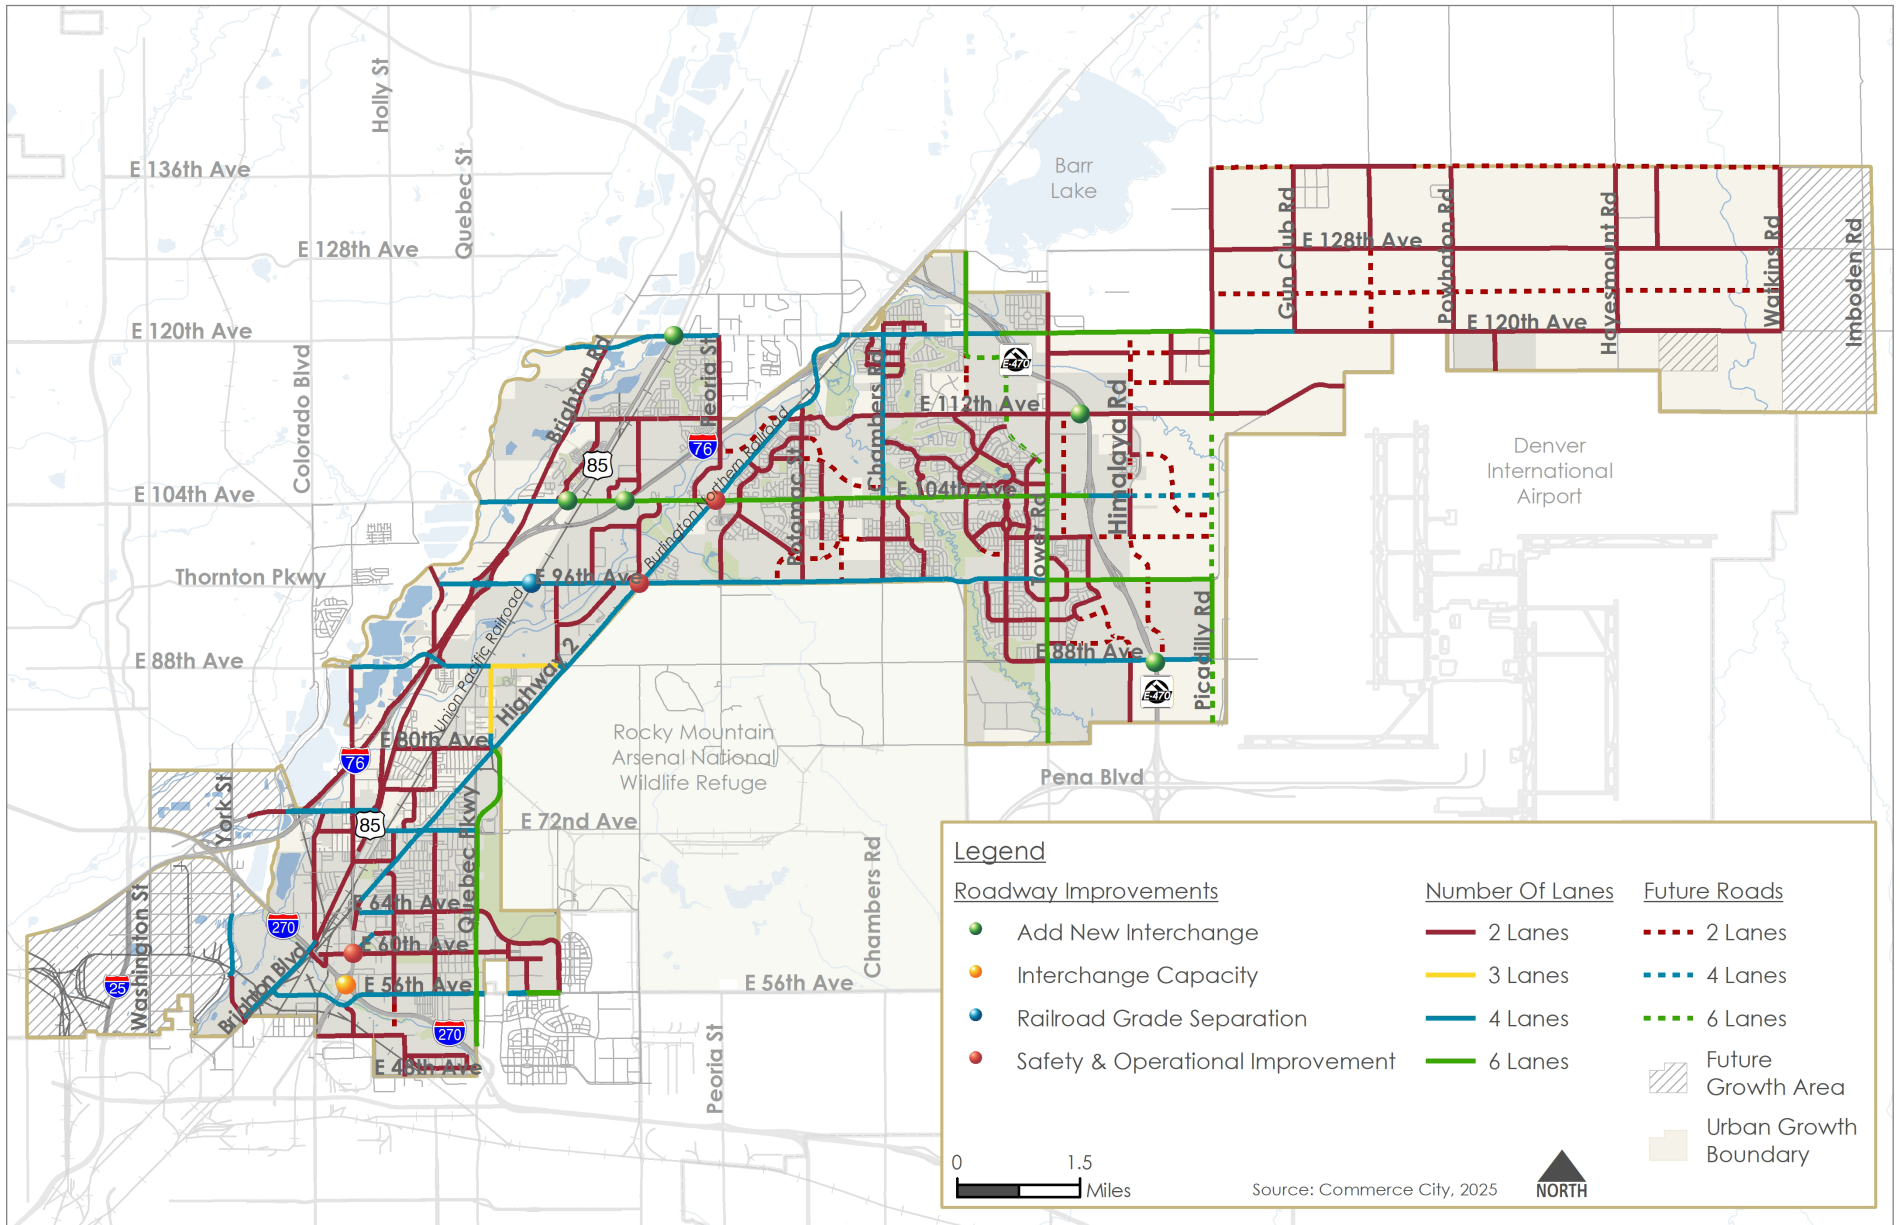 Holly St
Quebec St
E 136th Ave
E 128th Ave
Barr
Lake
E 120th Ave
Colorado Blvd
Brighton Rd
Peoria St
E 104th Ave
85
76
Burlington Northern Railroad
Potomac St
Chambers Rd
E 112th Ave
E-470
E 104th Ave
Tower Rd
Himalaya Rd
Gun Club Rd
E 128th Ave
Powhaton Rd
E 120th Ave
Havesmount Rd
Watkins Rd
Imboden Rd
Denver
International
Airport
Thornton Pkwy
E 96th Ave
E 88th Ave
Union Pacific Railroad
Highway 2
E 80th Ave
E 88th Ave
E-470
Picadilly Rd
Rocky Mountain
Arsenal National
Wildlife Refuge
Pena Blvd
76
85
York St
E 72nd Ave
Quebec Pkwy
Chambers Rd
Washington St
25
270
Brighton Blvd
E 64th Ave
E 60th Ave
E 56th Ave
E 56th Ave
270
E 48th Ave
Peoria St
Legend
Roadway Improvements
Add New Interchange
Interchange Capacity
Railroad Grade Separation
Safety & Operational Improvement
Number Of Lanes
2 Lanes
3 Lanes
4 Lanes
6 Lanes
Future Roads
2 Lanes
4 Lanes
6 Lanes
Future
Growth Area
Urban Growth
Boundary
0 1.5
Miles
Source: Commerce City, 2025
NORTH